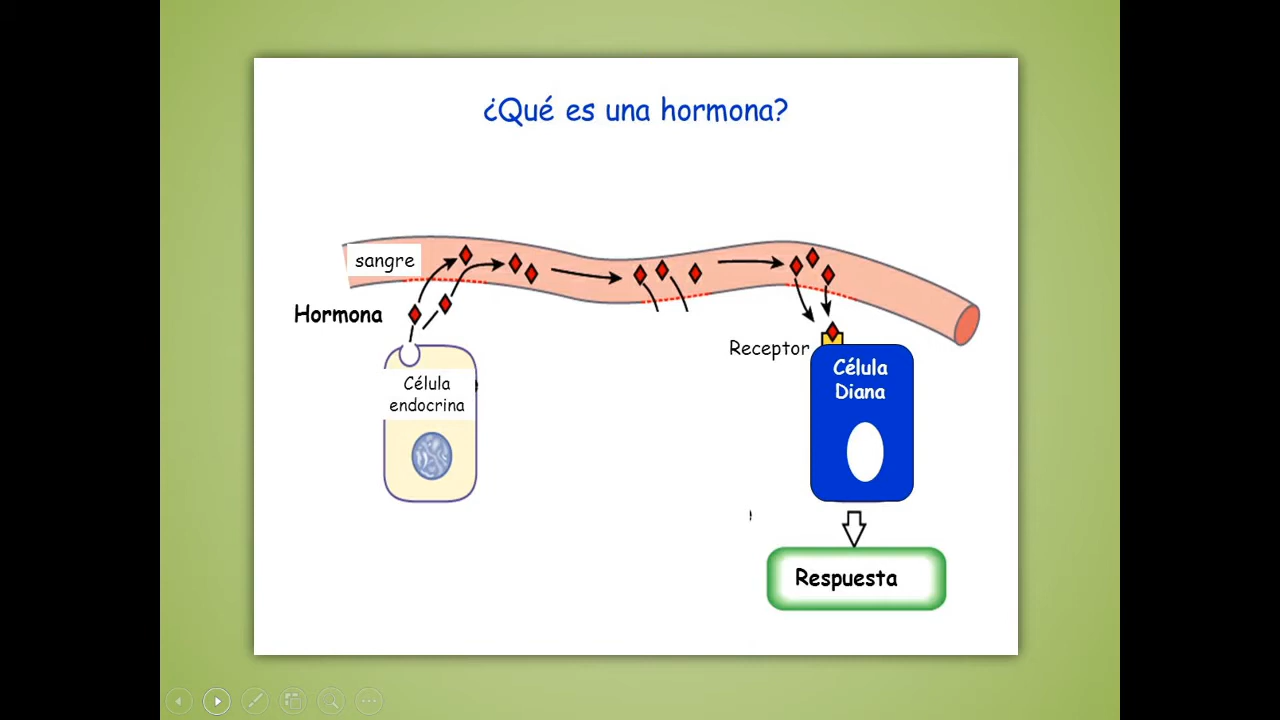 ¿Qué es una hormona?
sangre
Hormona
Célula
endocrina
Receptor
Célula
Diana
Respuesta